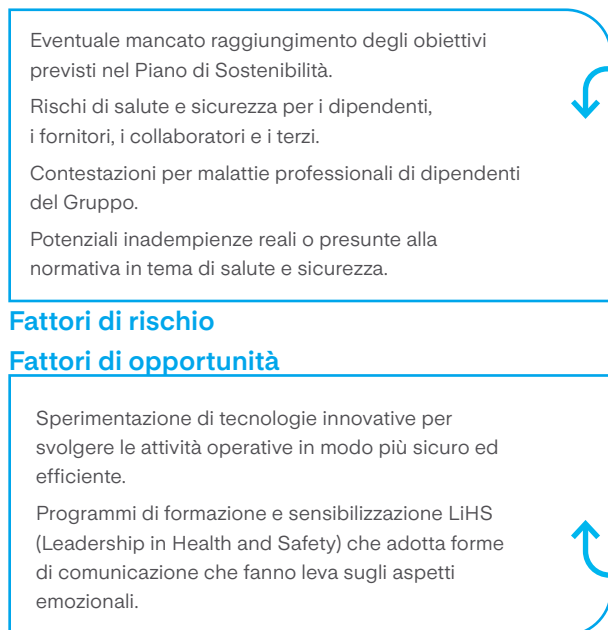 Eventuale mancato raggiungimento degli obiettivi
previsti nel Piano di Sostenibilità.
Rischi di salute e sicurezza per i dipendenti,
i fornitori, i collaboratori e i terzi.
Contestazioni per malattie professionali di dipendenti
del Gruppo.
Potenziali inadempienze reali o presunte alla
normativa in tema di salute e sicurezza.
Fattori di rischio
Fattori di opportunità
Sperimentazione di tecnologie innovative per
svolgere le attività operative in modo più sicuro ed
efficiente.
Programmi di formazione e sensibilizzazione LiHS
(Leadership in Health and Safety) che adotta forme
di comunicazione che fanno leva sugli aspetti
emozionali.